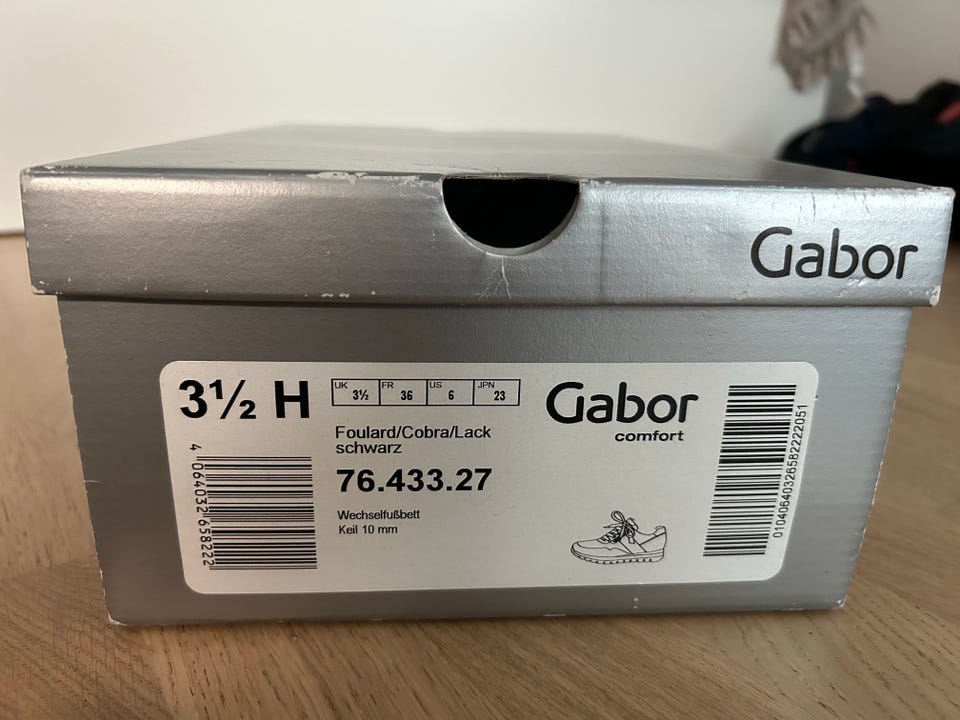 Gabor
3½ H
UK 3½ FR 36 US 6 JPN 23
Foulard/Cobra/Lack
schwarz
76.433.27
Wechselfußbett
Keil 10 mm
Gabor
comfort
4 064032 658222
0104064032658222051